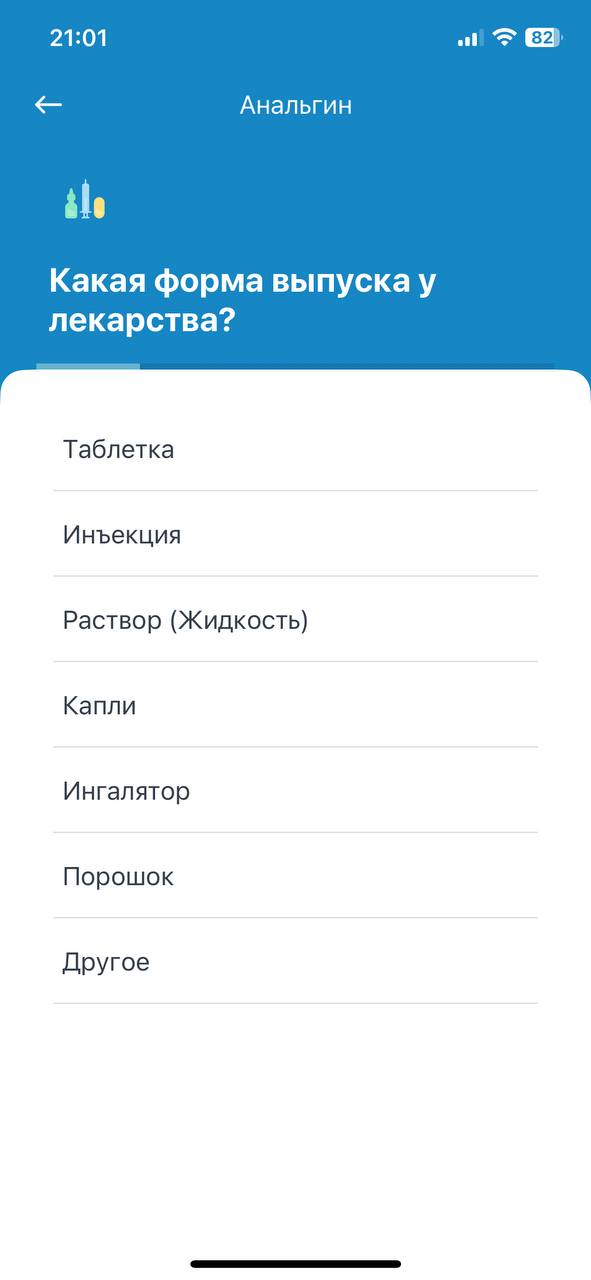 21:01
82
Анальгин
Какая форма выпуска у
лекарства?
Таблетка
Инъекция
Раствор (Жидкость)
Капли
Ингалятор
Порошок
Другое